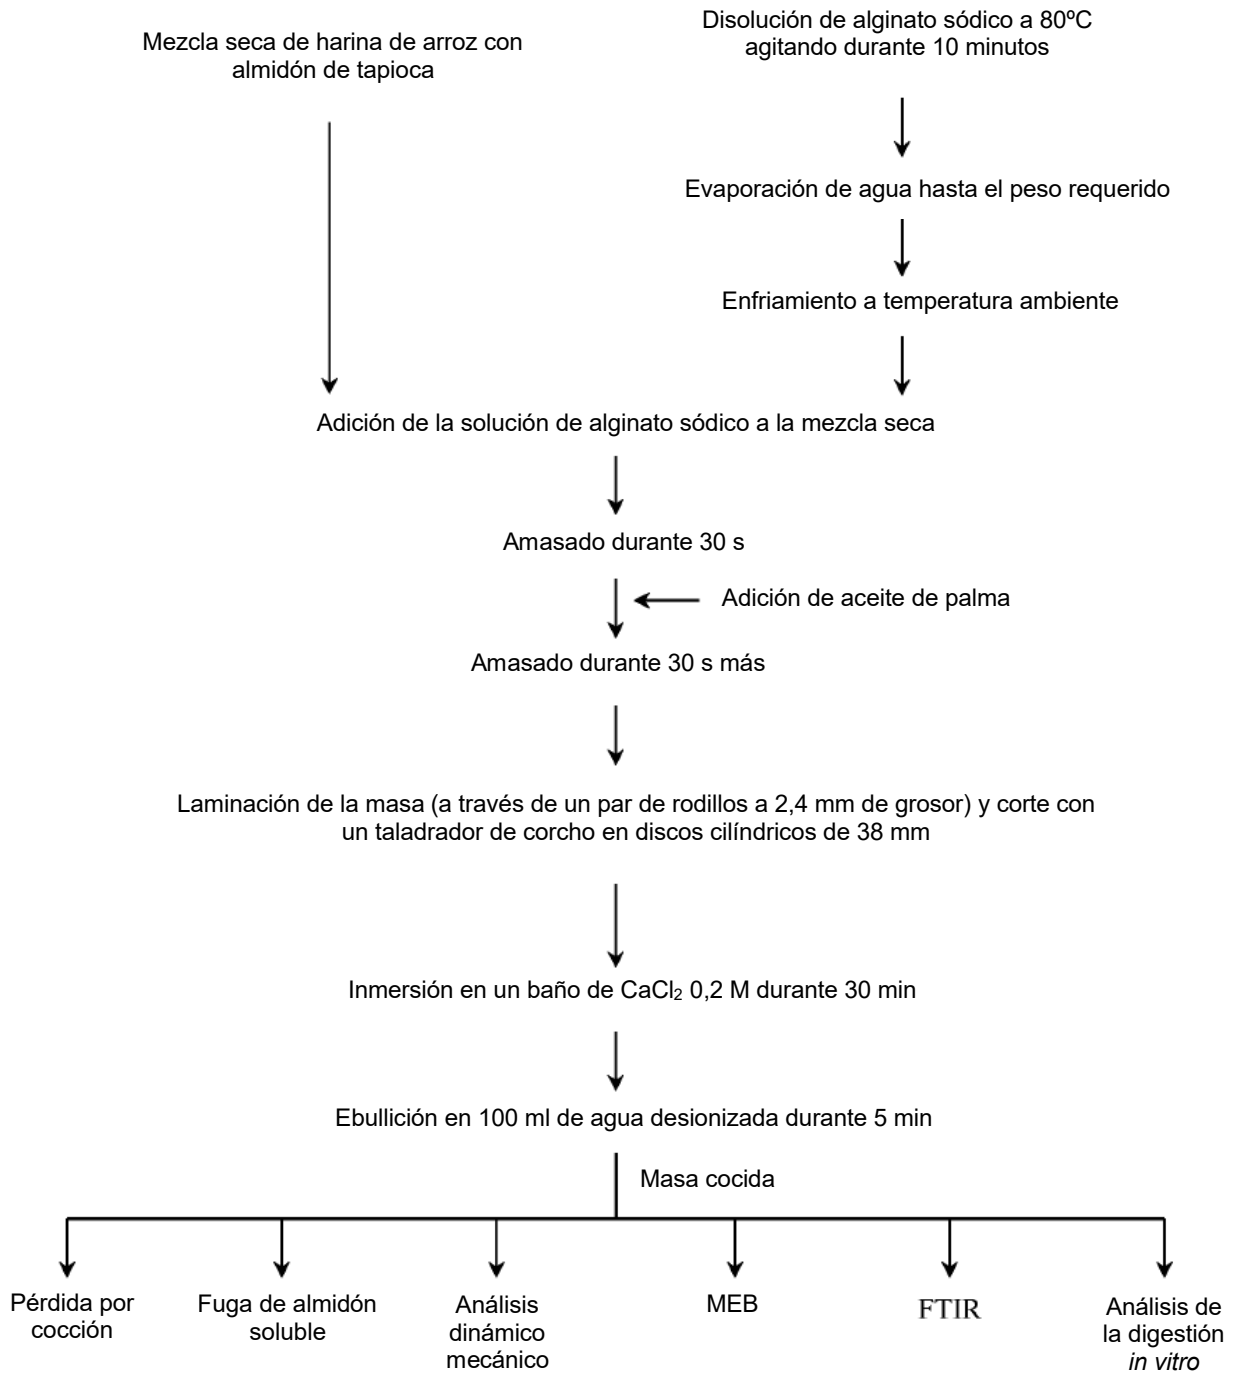 Mezcla seca de harina de arroz con
almidón de tapioca
Disolución de alginato sódico a 80ºC
agitando durante 10 minutos
Evaporación de agua hasta el peso requerido
Enfriamiento a temperatura ambiente
Adición de la solución de alginato sódico a la mezcla seca
Amasado durante 30 s
Adición de aceite de palma
Amasado durante 30 s más
Laminación de la masa (a través de un par de rodillos a 2,4 mm de grosor) y corte con
un taladrador de corcho en discos cilíndricos de 38 mm
Inmersión en un baño de CaCl₂ 0,2 M durante 30 min
Ebullición en 100 ml de agua desionizada durante 5 min
Masa cocida
Pérdida por
cocción
Fuga de almidón
soluble
Análisis
dinámico
mecánico
MEB
FTIR
Análisis de
la digestión
in vitro